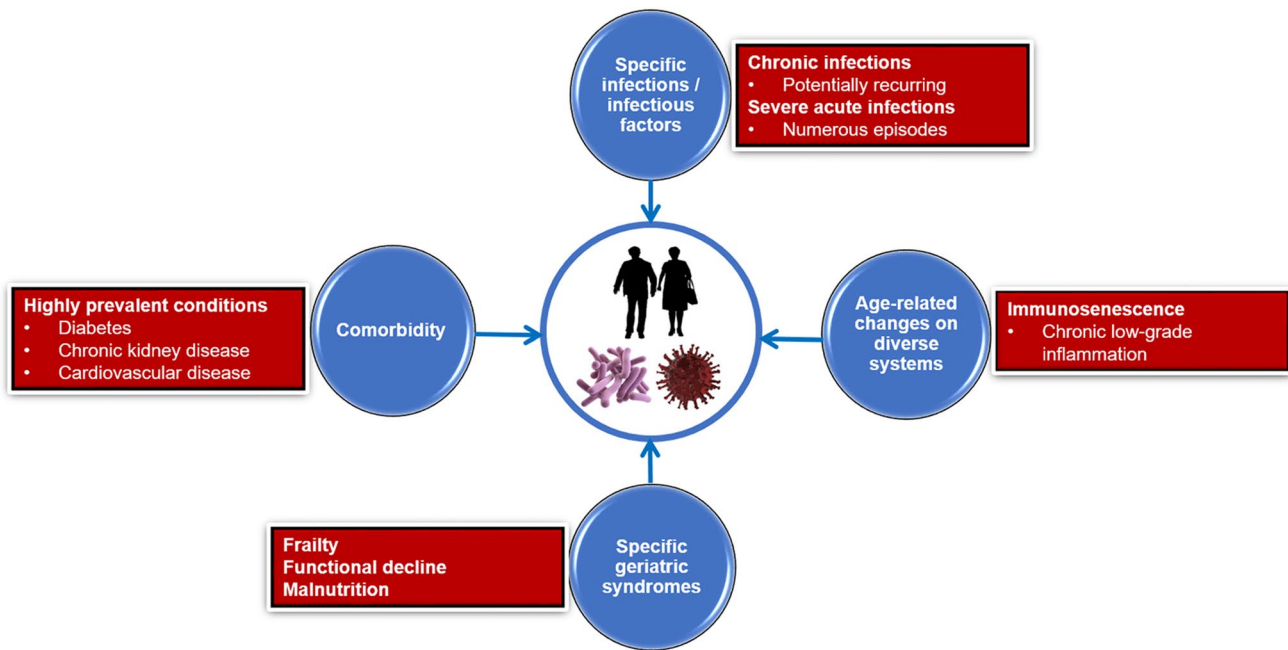 Specific
infections /
infectious
factors
Chronic infections
• Potentially recurring
Severe acute infections
• Numerous episodes
Highly prevalent conditions
• Diabetes
• Chronic kidney disease
• Cardiovascular disease
Comorbidity
Age-related
changes on
diverse
systems
Immunosenescence
• Chronic low-grade
inflammation
Frailty
Functional decline
Malnutrition
Specific
geriatric
syndromes